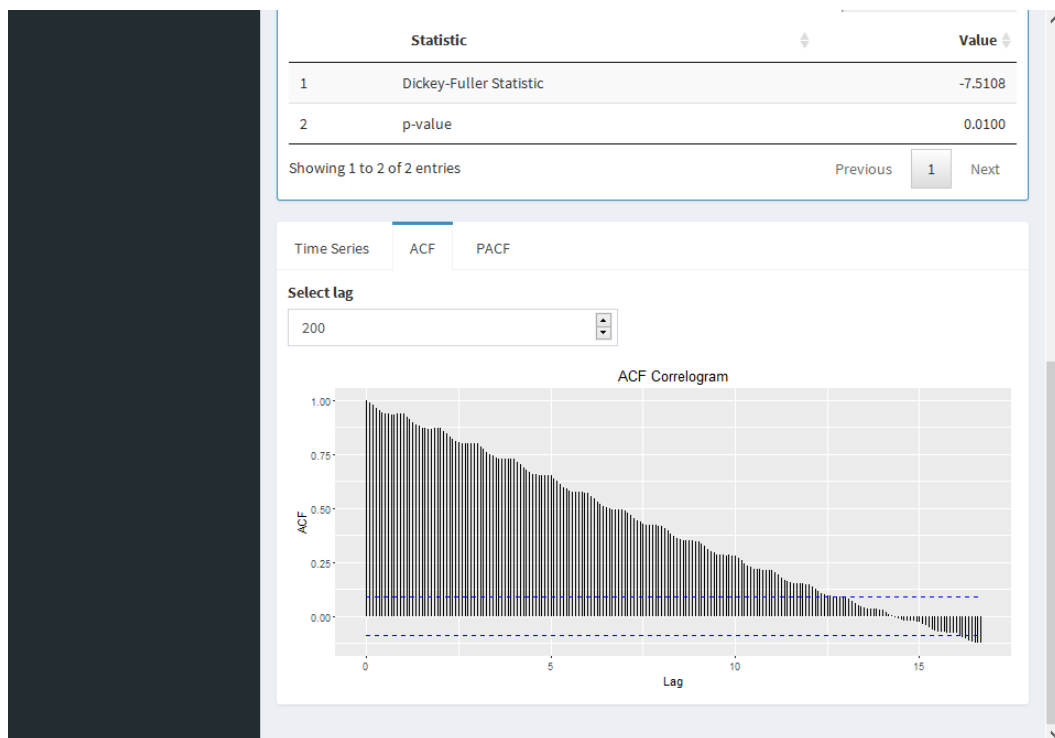 Statistic Value
1 Dickey-Fuller Statistic -7.5108
2 p-value 0.0100
Showing 1 to 2 of 2 entries Previous 1 Next
Time Series ACF PACF
Select lag
200
ACF Correlogram
1.00
0.75
0.50
0.25
0.00
ACF
0 5 10 15
Lag